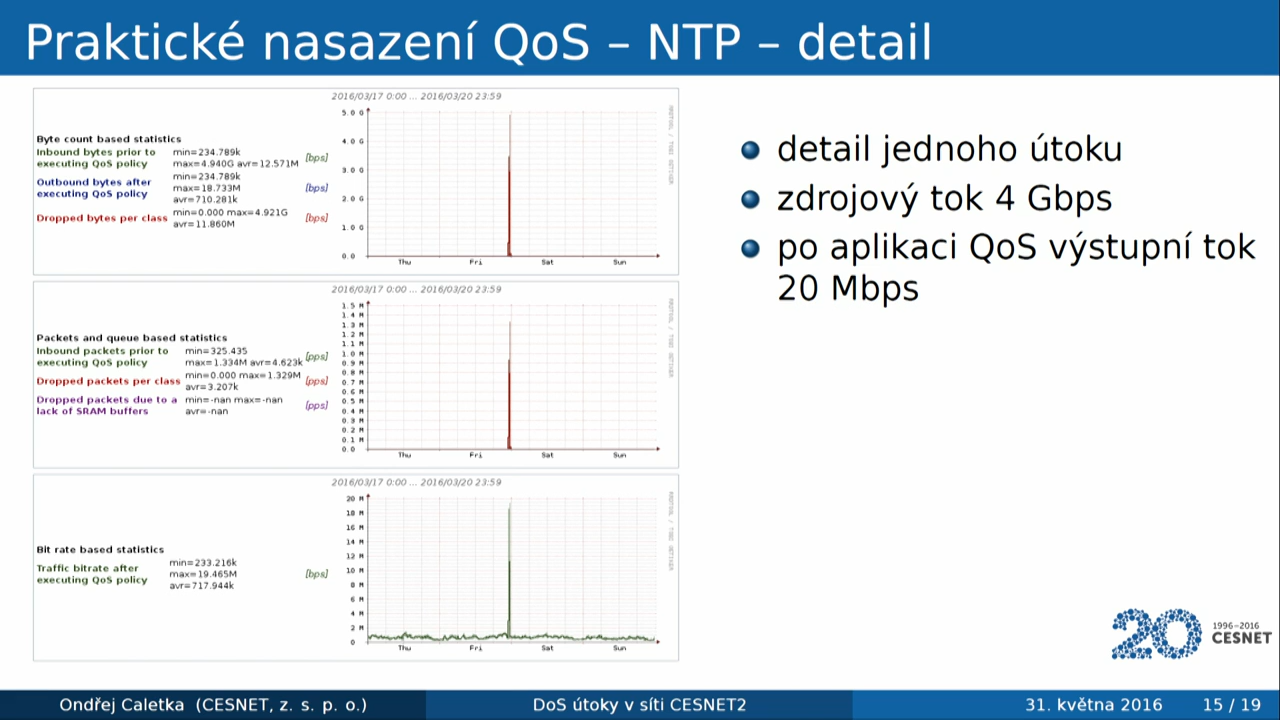 Praktické nasazení QoS – NTP – detail
2016/03/17 0:00 ... 2016/03/20 23:59
Byte count based statistics
Inbound bytes prior to executing QoS policy
min=234.789k
max=4.940G avr=12.571M
[bps]
Outbound bytes after executing QoS policy
min=234.789k
max=18.733M
avr=710.281k
[bps]
Dropped bytes per class
min=0.000 max=4.921G
avr=11.860M
[bps]
5.0 G
4.0 G
3.0 G
2.0 G
1.0 G
0.0
Thu Fri Sat Sun
2016/03/17 0:00 ... 2016/03/20 23:59
Packets and queue based statistics
Inbound packets prior to executing QoS policy
min=325.435
max=1.334M avr=4.623k
[pps]
Dropped packets per class
min=0.000 max=1.329M
avr=3.207k
[pps]
Dropped packets due to a lack of SRAM buffers
min=-nan max=-nan
avr=-nan
[pps]
1.5 M
1.4 M
1.3 M
1.2 M
1.1 M
1.0 M
0.9 M
0.8 M
0.7 M
0.6 M
0.5 M
0.4 M
0.3 M
0.2 M
0.1 M
0.0
Thu Fri Sat Sun
2016/03/17 0:00 ... 2016/03/20 23:59
Bit rate based statistics
Traffic bitrate after executing QoS policy
min=233.216k
max=19.465M
avr=717.944k
[bps]
20 M
18 M
16 M
14 M
12 M
10 M
8 M
6 M
4 M
2 M
0
Thu Fri Sat Sun
detail jednoho útoku
zdrojový tok 4 Gbps
po aplikaci QoS výstupní tok
20 Mbps
20
1996–2016
CESNET
Ondřej Caletka (CESNET, z. s. p. o.)
DoS útoky v síti CESNET2
31. května 2016
15 / 19